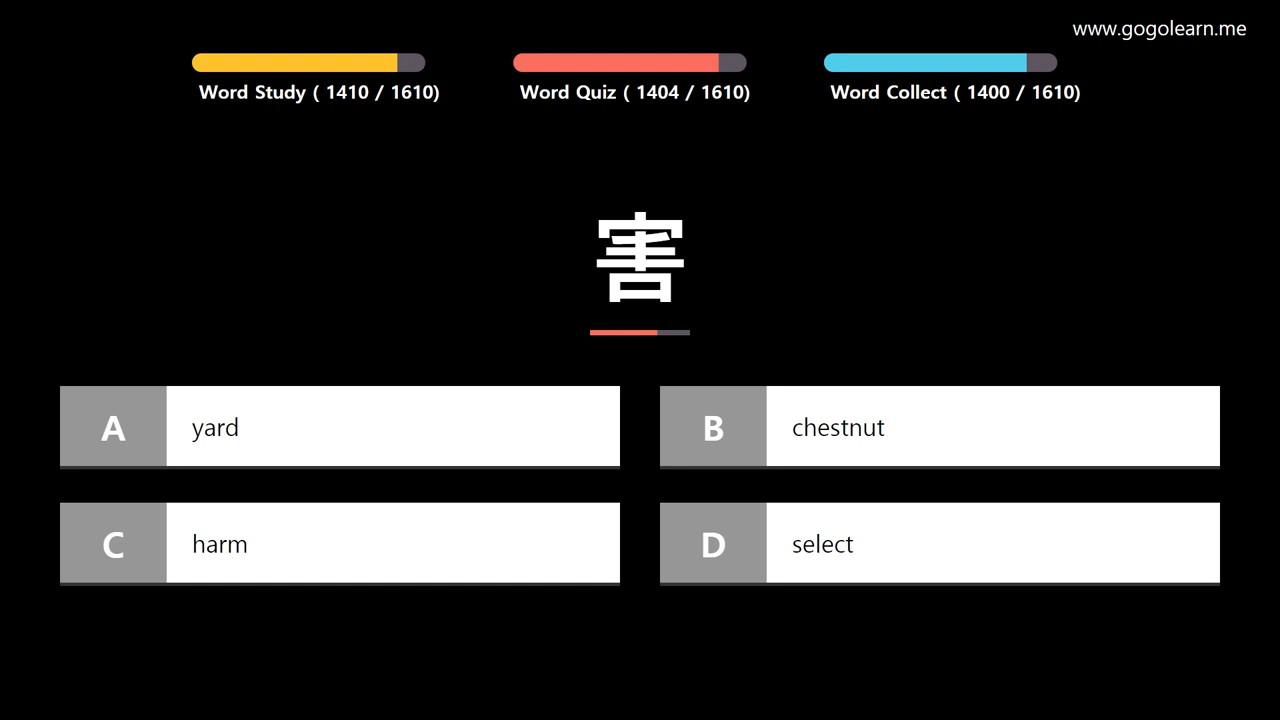 www.gogolearn.me
Word Study ( 1410 / 1610)
Word Quiz ( 1404 / 1610)
Word Collect ( 1400 / 1610)
害
A yard
B chestnut
C harm
D select